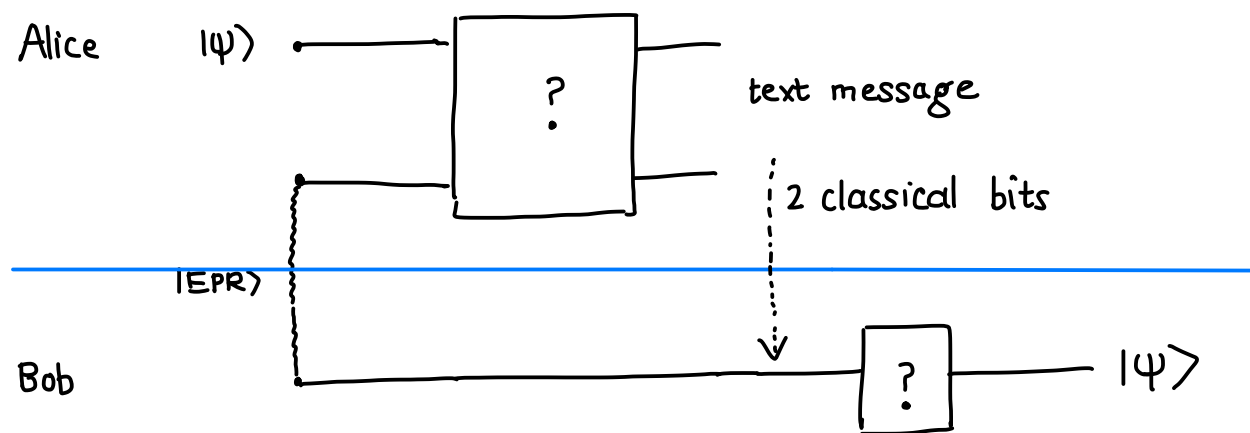 Alice |ψ⟩
?
text message
2 classical bits
|EPR⟩
Bob
?
|ψ⟩